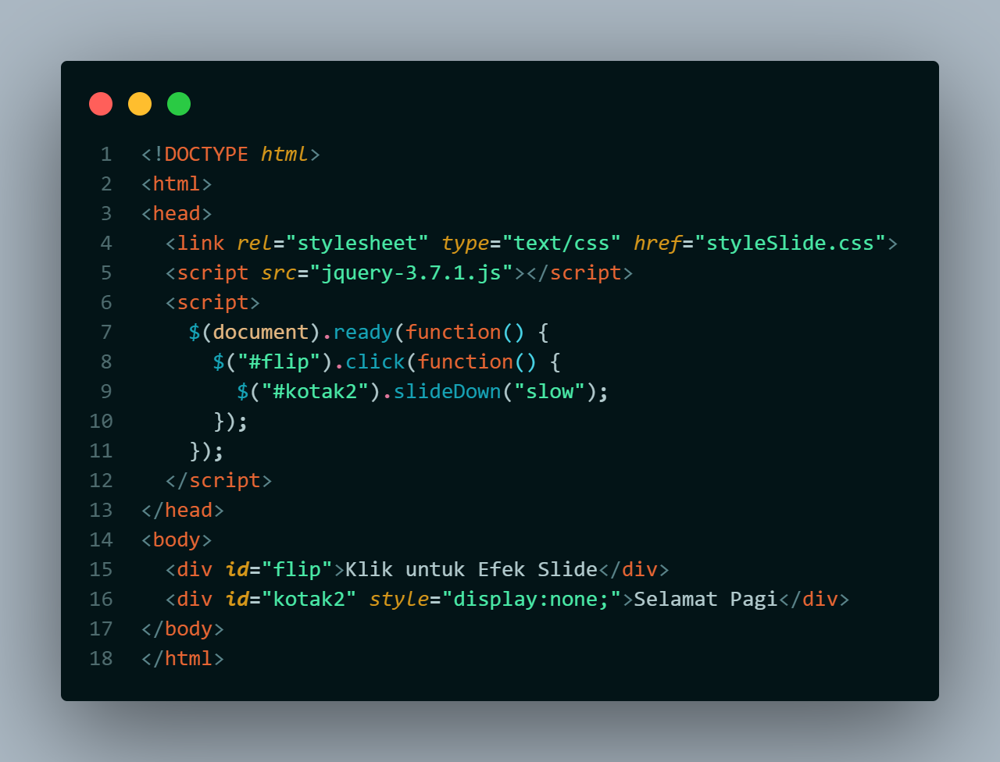 1 <!DOCTYPE html>
2 <html>
3 <head>
4   <link rel="stylesheet" type="text/css" href="styleSlide.css">
5   <script src="jquery-3.7.1.js"></script>
6   <script>
7     $(document).ready(function() {
8       $("#flip").click(function() {
9         $("#kotak2").slideDown("slow");
10       });
11     });
12   </script>
13 </head>
14 <body>
15   <div id="flip">Klik untuk Efek Slide</div>
16   <div id="kotak2" style="display:none;">Selamat Pagi</div>
17 </body>
18 </html>